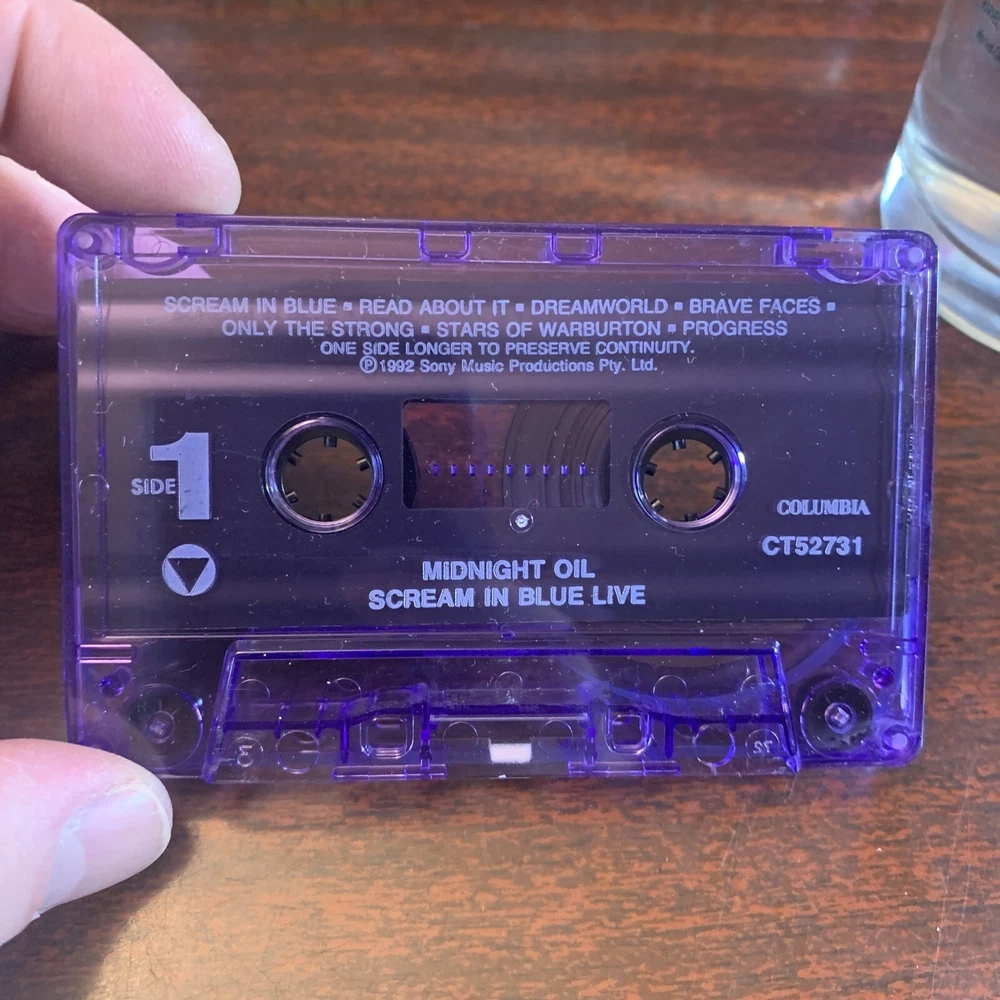 SCREAM IN BLUE ▪ READ ABOUT IT ▪ DREAMWORLD ▪ BRAVE FACES ▪
ONLY THE STRONG ▪ STARS OF WARBURTON ▪ PROGRESS
ONE SIDE LONGER TO PRESERVE CONTINUITY.
℗1992 Sony Music Productions Pty. Ltd.
SIDE 1
COLUMBIA
CT52731
MIDNIGHT OIL
SCREAM IN BLUE LIVE